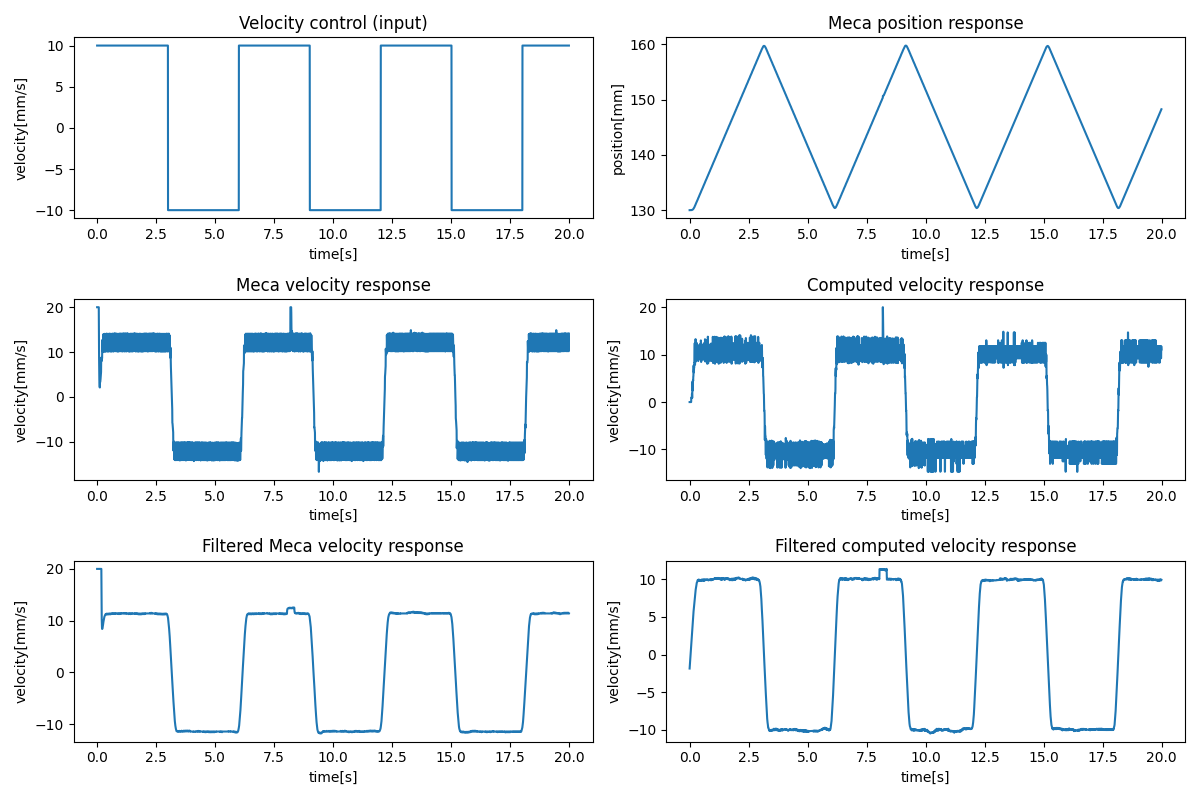 Velocity control (input)
velocity[mm/s]
10
5
0
−5
−10
0.0 2.5 5.0 7.5 10.0 12.5 15.0 17.5 20.0
time[s]
Meca position response
position[mm]
160
150
140
130
0.0 2.5 5.0 7.5 10.0 12.5 15.0 17.5 20.0
time[s]
Meca velocity response
velocity[mm/s]
20
10
0
−10
0.0 2.5 5.0 7.5 10.0 12.5 15.0 17.5 20.0
time[s]
Computed velocity response
velocity[mm/s]
20
10
0
−10
0.0 2.5 5.0 7.5 10.0 12.5 15.0 17.5 20.0
time[s]
Filtered Meca velocity response
velocity[mm/s]
20
10
0
−10
0.0 2.5 5.0 7.5 10.0 12.5 15.0 17.5 20.0
time[s]
Filtered computed velocity response
velocity[mm/s]
10
5
0
−5
−10
0.0 2.5 5.0 7.5 10.0 12.5 15.0 17.5 20.0
time[s]